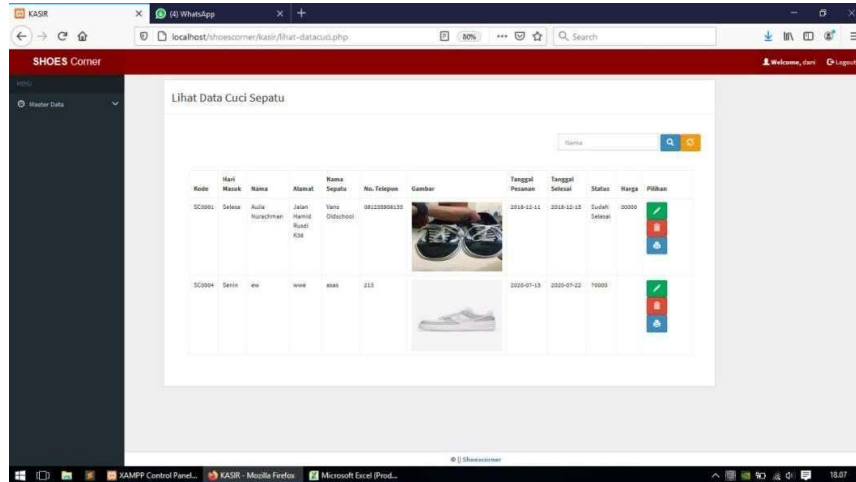 KASIR
(4) WhatsApp
localhost/shoescorner/kasir/lihat-datacuci.php
80%
Search
SHOES Corner
Welcome, dani
Logout
MENU
Master Data
Lihat Data Cuci Sepatu
Nama
Kode Hari Masuk Nama Alamat Nama Sepatu No. Telepon Gambar Tanggal Pesanan Tanggal Selesai Status Harga Pilihan
SC0001 Selasa Aulia Nurachman Jalan Hamid Vans Oldschool 2018-12-11 2018-12-15 Sudah Selesai 50000
SC0004 Senin ew wwe asas 213 2020-07-15 2020-07-22 70000
© || Shoescorner
XAMPP Control Panel...
KASIR - Mozilla Firefox
Microsoft Excel (Prod...
18.07